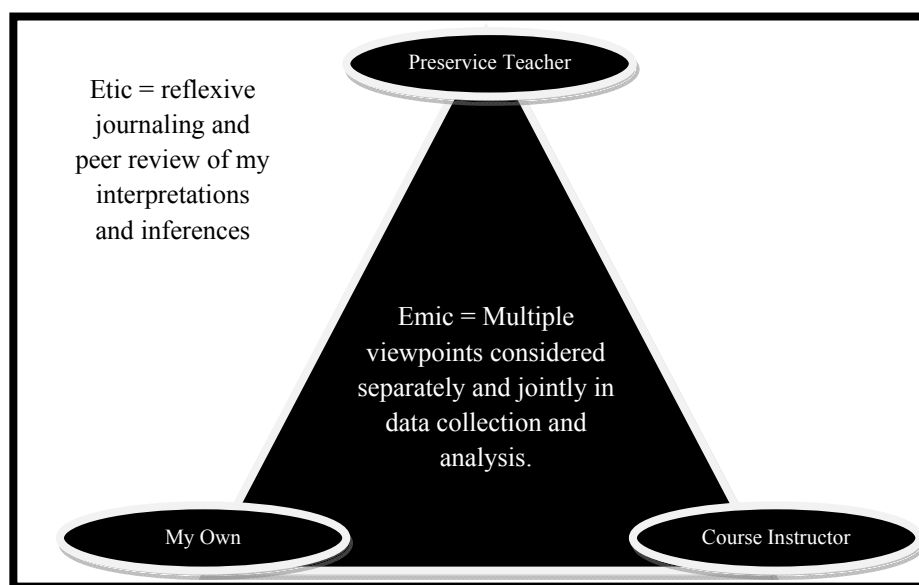 Preservice Teacher
Etic = reflexive
journaling and
peer review of my
interpretations
and inferences
Emic = Multiple
viewpoints considered
separately and jointly in
data collection and
analysis.
My Own
Course Instructor